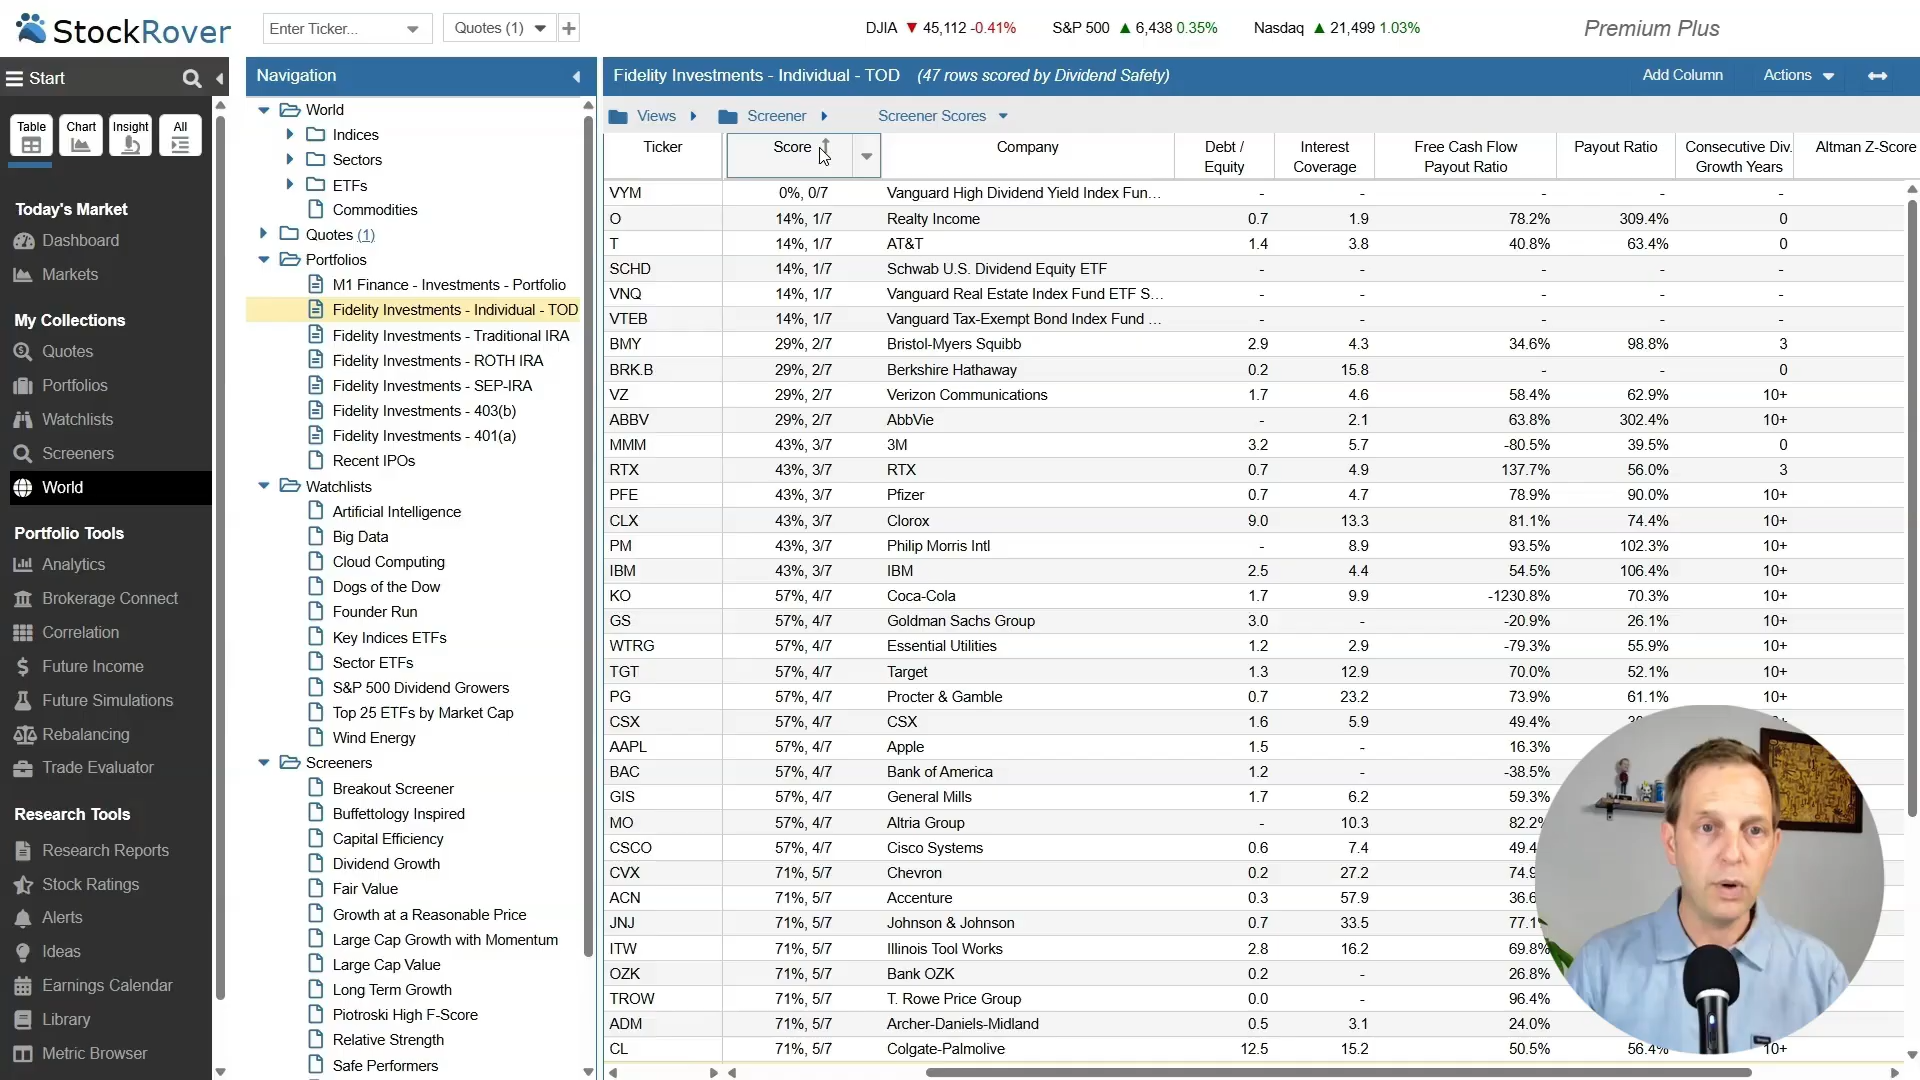 StockRover
Enter Ticker...
Quotes (1)
DJIA ▼ 45,112 -0.41% S&P 500 ▲ 6,438 0.35% Nasdaq ▲ 21,499 1.03%
Premium Plus
Start
Table Chart Insight All
Today's Market
Dashboard
Markets
My Collections
Quotes
Portfolios
Watchlists
Screeners
World
Portfolio Tools
Analytics
Brokerage Connect
Correlation
Future Income
Future Simulations
Rebalancing
Trade Evaluator
Research Tools
Research Reports
Stock Ratings
Alerts
Ideas
Earnings Calendar
Library
Metric Browser
Navigation
World
Indices
Sectors
ETFs
Commodities
Quotes (1)
Portfolios
M1 Finance - Investments - Portfolio
Fidelity Investments - Individual - TOD
Fidelity Investments - Traditional IRA
Fidelity Investments - ROTH IRA
Fidelity Investments - SEP-IRA
Fidelity Investments - 403(b)
Fidelity Investments - 401(a)
Recent IPOs
Watchlists
Artificial Intelligence
Big Data
Cloud Computing
Dogs of the Dow
Founder Run
Key Indices ETFs
Sector ETFs
S&P 500 Dividend Growers
Top 25 ETFs by Market Cap
Wind Energy
Screeners
Breakout Screener
Buffettology Inspired
Capital Efficiency
Dividend Growth
Fair Value
Growth at a Reasonable Price
Large Cap Growth with Momentum
Large Cap Value
Long Term Growth
Piotroski High F-Score
Relative Strength
Safe Performers
Fidelity Investments - Individual - TOD (47 rows scored by Dividend Safety)
Add Column Actions
Views Screener Screener Scores
Ticker Score Company Debt / Equity Interest Coverage Free Cash Flow Payout Ratio Payout Ratio Consecutive Div. Growth Years Altman Z-Score
VYM 0%, 0/7 Vanguard High Dividend Yield Index Fun... - - - - -
O 14%, 1/7 Realty Income 0.7 1.9 78.2% 309.4% 0
T 14%, 1/7 AT&T 1.4 3.8 40.8% 63.4% 0
SCHD 14%, 1/7 Schwab U.S. Dividend Equity ETF - - - - -
VNQ 14%, 1/7 Vanguard Real Estate Index Fund ETF S... - - - - -
VTEB 14%, 1/7 Vanguard Tax-Exempt Bond Index Fund ... - - - - -
BMY 29%, 2/7 Bristol-Myers Squibb 2.9 4.3 34.6% 98.8% 3
BRK.B 29%, 2/7 Berkshire Hathaway 0.2 15.8 - - 0
VZ 29%, 2/7 Verizon Communications 1.7 4.6 58.4% 62.9% 10+
ABBV 29%, 2/7 AbbVie - 2.1 63.8% 302.4% 10+
MMM 43%, 3/7 3M 3.2 5.7 -80.5% 39.5% 0
RTX 43%, 3/7 RTX 0.7 4.9 137.7% 56.0% 3
PFE 43%, 3/7 Pfizer 0.7 4.7 78.9% 90.0% 10+
CLX 43%, 3/7 Clorox 9.0 13.3 81.1% 74.4% 10+
PM 43%, 3/7 Philip Morris Intl - 8.9 93.5% 102.3% 10+
IBM 43%, 3/7 IBM 2.5 4.4 54.5% 106.4% 10+
KO 57%, 4/7 Coca-Cola 1.7 9.9 -1230.8% 70.3% 10+
GS 57%, 4/7 Goldman Sachs Group 3.0 - -20.9% 26.1% 10+
WTRG 57%, 4/7 Essential Utilities 1.2 2.9 -79.3% 55.9% 10+
TGT 57%, 4/7 Target 1.3 12.9 70.0% 52.1% 10+
PG 57%, 4/7 Procter & Gamble 0.7 23.2 73.9% 61.1% 10+
CSX 57%, 4/7 CSX 1.6 5.9 49.4%
AAPL 57%, 4/7 Apple 1.5 - 16.3%
BAC 57%, 4/7 Bank of America 1.2 - -38.5%
GIS 57%, 4/7 General Mills 1.7 6.2 59.3%
MO 57%, 4/7 Altria Group - 10.3 82.2%
CSCO 57%, 4/7 Cisco Systems 0.6 7.4 49.4
CVX 71%, 5/7 Chevron 0.2 27.2 74.9
ACN 71%, 5/7 Accenture 0.3 57.9 36.6
JNJ 71%, 5/7 Johnson & Johnson 0.7 33.5 77.1
ITW 71%, 5/7 Illinois Tool Works 2.8 16.2 69.8%
OZK 71%, 5/7 Bank OZK 0.2 - 26.8%
TROW 71%, 5/7 T. Rowe Price Group 0.0 - 96.4%
ADM 71%, 5/7 Archer-Daniels-Midland 0.5 3.1 24.0%
CL 71%, 5/7 Colgate-Palmolive 12.5 15.2 50.5% 56.4% 10+